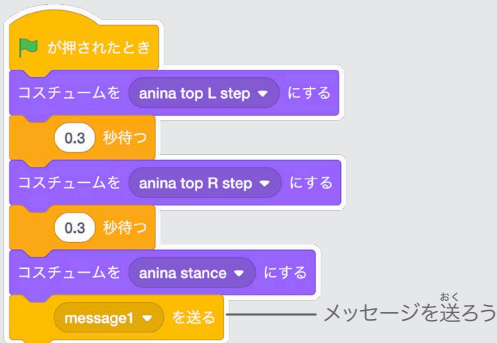 が押されたとき
コスチュームを anina top L step にする
0.3 秒待つ
コスチュームを anina top R step にする
0.3 秒待つ
コスチュームを anina stance にする
message1 を送る
おく
メッセージを送ろう